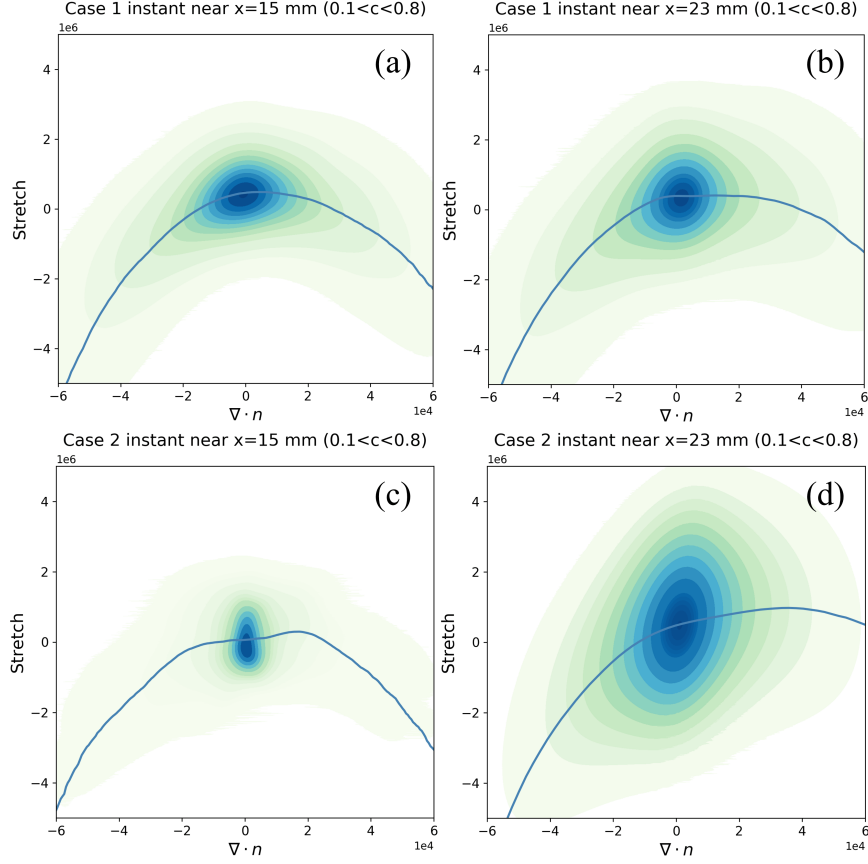 Case 1 instant near x=15 mm (0.1<c<0.8)
1e6
(a)
4
2
0
−2
−4
Stretch
−6 −4 −2 0 2 4 6
1e4
∇ · n
Case 1 instant near x=23 mm (0.1<c<0.8)
1e6
(b)
4
2
0
−2
−4
Stretch
−6 −4 −2 0 2 4 6
1e4
∇ · n
Case 2 instant near x=15 mm (0.1<c<0.8)
1e6
(c)
4
2
0
−2
−4
Stretch
−6 −4 −2 0 2 4 6
1e4
∇ · n
Case 2 instant near x=23 mm (0.1<c<0.8)
1e6
(d)
4
2
0
−2
−4
Stretch
−6 −4 −2 0 2 4 6
1e4
∇ · n